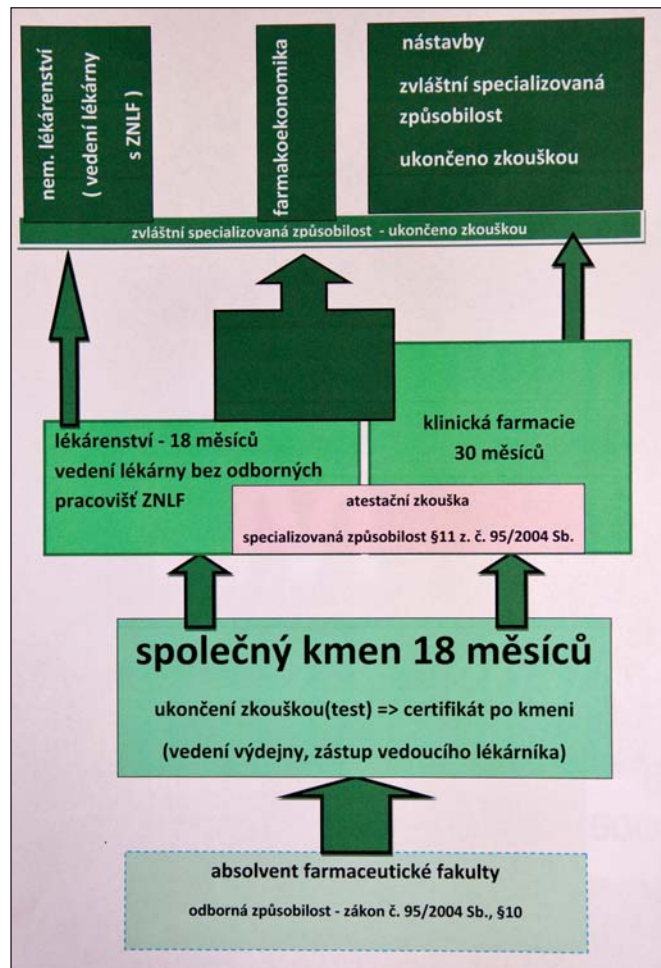 nem. lékárenství
( vedení lékárny
s ZNLF )
farmakoekonomika
nástavby
zvláštní specializovaná
způsobilost
ukončeno zkouškou
zvláštní specializovaná způsobilost - ukončeno zkouškou
lékárenství - 18 měsíců
vedení lékárny bez odborných
pracovišť ZNLF
klinická farmacie
30 měsíců
atestační zkouška
specializovaná způsobilost §11 z. č. 95/2004 Sb.
společný kmen 18 měsíců
ukončení zkouškou(test) => certifikát po kmeni
(vedení výdejny, zástup vedoucího lékárníka)
absolvent farmaceutické fakulty
odborná způsobilost - zákon č. 95/2004 Sb., §10